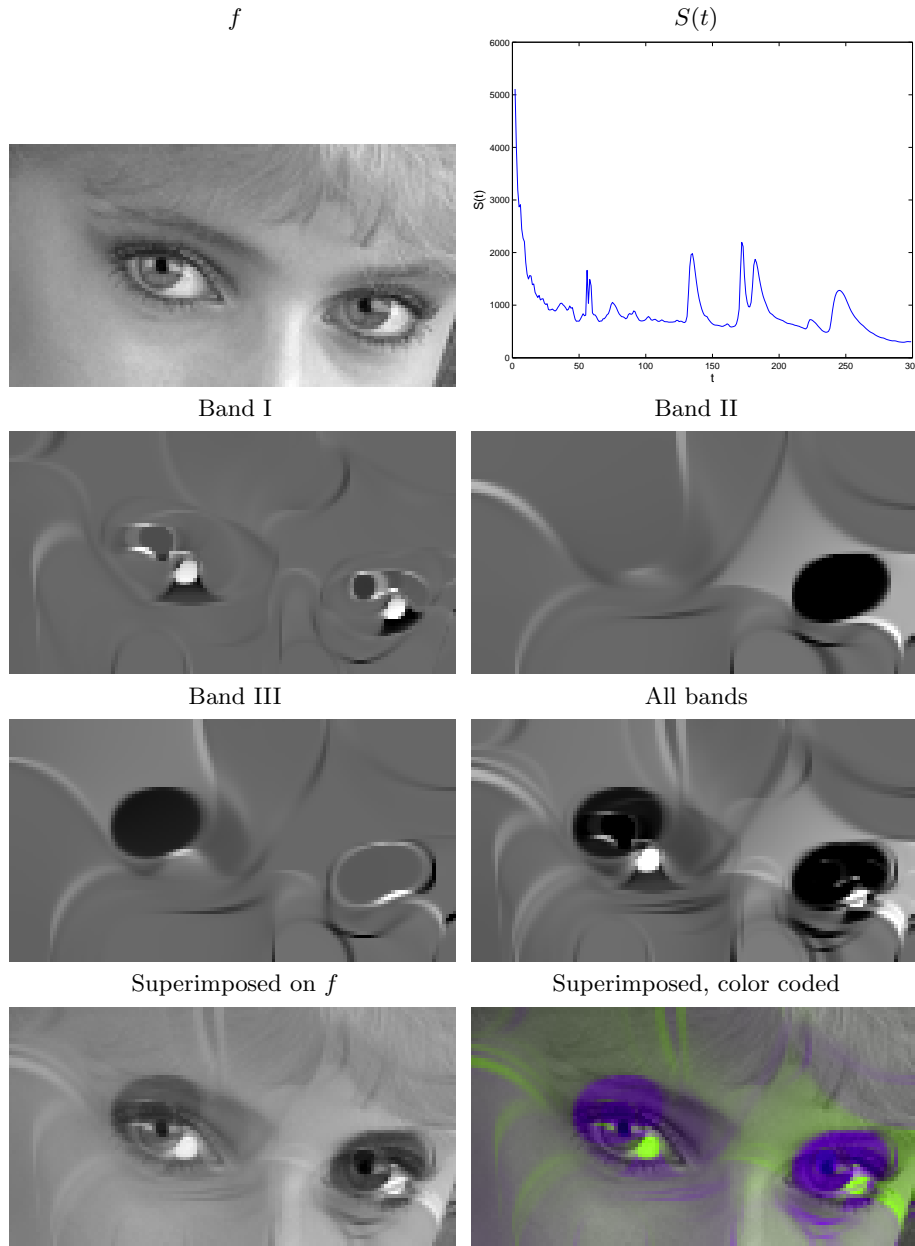 f S(t)
6000
5000
4000
3000
2000
1000
0
S(t)
0 50 100 150 200 250 30
t
Band I Band II
Band III All bands
Superimposed on f Superimposed, color coded